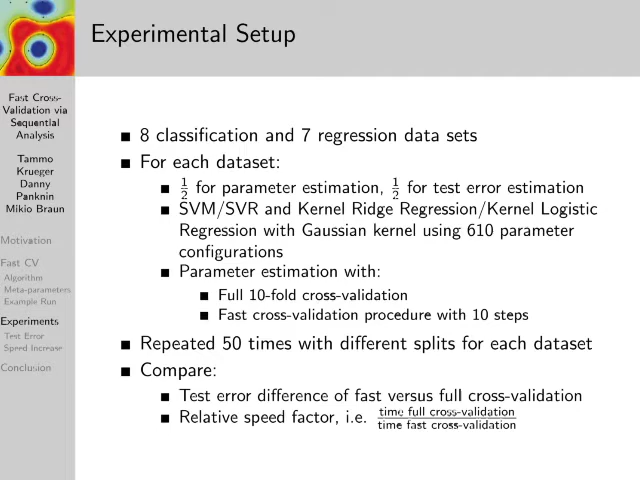 Experimental Setup
Fast Cross-
Validation via
Sequential
Analysis
Tammo
Krueger
Danny
Panknin
Mikio Braun
Motivation
Fast CV
Algorithm
Meta-parameters
Example Run
Experiments
Test Error
Speed Increase
Conclusion
■ 8 classification and 7 regression data sets
■ For each dataset:
■ 1/2 for parameter estimation, 1/2 for test error estimation
■ SVM/SVR and Kernel Ridge Regression/Kernel Logistic
Regression with Gaussian kernel using 610 parameter
configurations
■ Parameter estimation with:
■ Full 10-fold cross-validation
■ Fast cross-validation procedure with 10 steps
■ Repeated 50 times with different splits for each dataset
■ Compare:
■ Test error difference of fast versus full cross-validation
■ Relative speed factor, i.e. time full cross-validation / time fast cross-validation